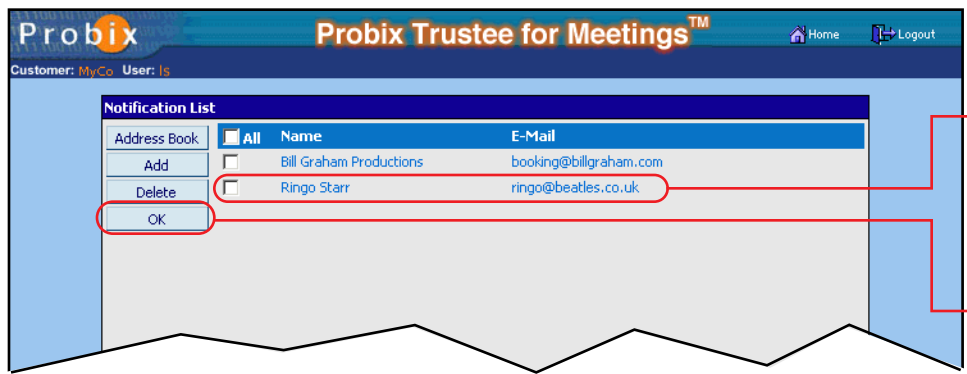 Probix
Probix Trustee for Meetings™
Home
Logout
Customer: MyCo User: ls
Notification List
Address Book
All Name E-Mail
Add
Bill Graham Productions booking@billgraham.com
Delete
Ringo Starr ringo@beatles.co.uk
OK